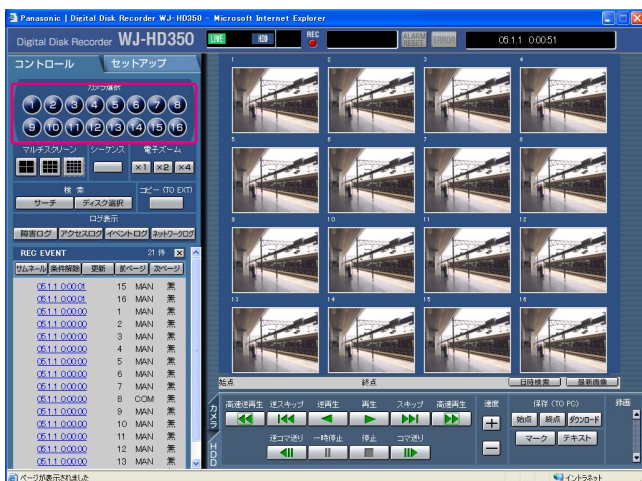 Panasonic | Digital Disk Recorder WJ-HD350 - Microsoft Internet Explorer
Digital Disk Recorder WJ-HD350
LIVE HDD REC ALARM RESET ERROR 05.1.1 0:00:51
コントロール セットアップ
カメラ選択
1 2 3 4 5 6 7 8
9 10 11 12 13 14 15 16
マルチスクリーン シーケンス 電子ズーム
×1 ×2 ×4
検索 コピー (TO EXT)
サーチ ディスク選択
ログ表示
障害ログ アクセスログ イベントログ ネットワークログ
REC EVENT 21 件
サムネール 条件解除 更新 前ページ 次ページ
05.1.1 0:00:01 15 MAN 無
05.1.1 0:00:01 16 MAN 無
05.1.1 0:00:00 1 MAN 無
05.1.1 0:00:00 2 MAN 無
05.1.1 0:00:00 3 MAN 無
05.1.1 0:00:00 4 MAN 無
05.1.1 0:00:00 5 MAN 無
05.1.1 0:00:00 6 MAN 無
05.1.1 0:00:00 7 MAN 無
05.1.1 0:00:00 8 COM 無
05.1.1 0:00:00 9 MAN 無
05.1.1 0:00:00 10 MAN 無
05.1.1 0:00:00 11 MAN 無
05.1.1 0:00:00 12 MAN 無
05.1.1 0:00:00 13 MAN 無
1 2 3 4
5 6 7 8
9 10 11 12
13 14 15 16
始点 終点 日時検索 最新画像
カメラ
HDD
高速逆再生 逆スキップ 逆再生 再生 スキップ 高速再生
逆コマ送り 一時停止 停止 コマ送り
速度
保存 (TO PC)
始点 終点 ダウンロード
マーク テキスト
録画
ページが表示されました イントラネット